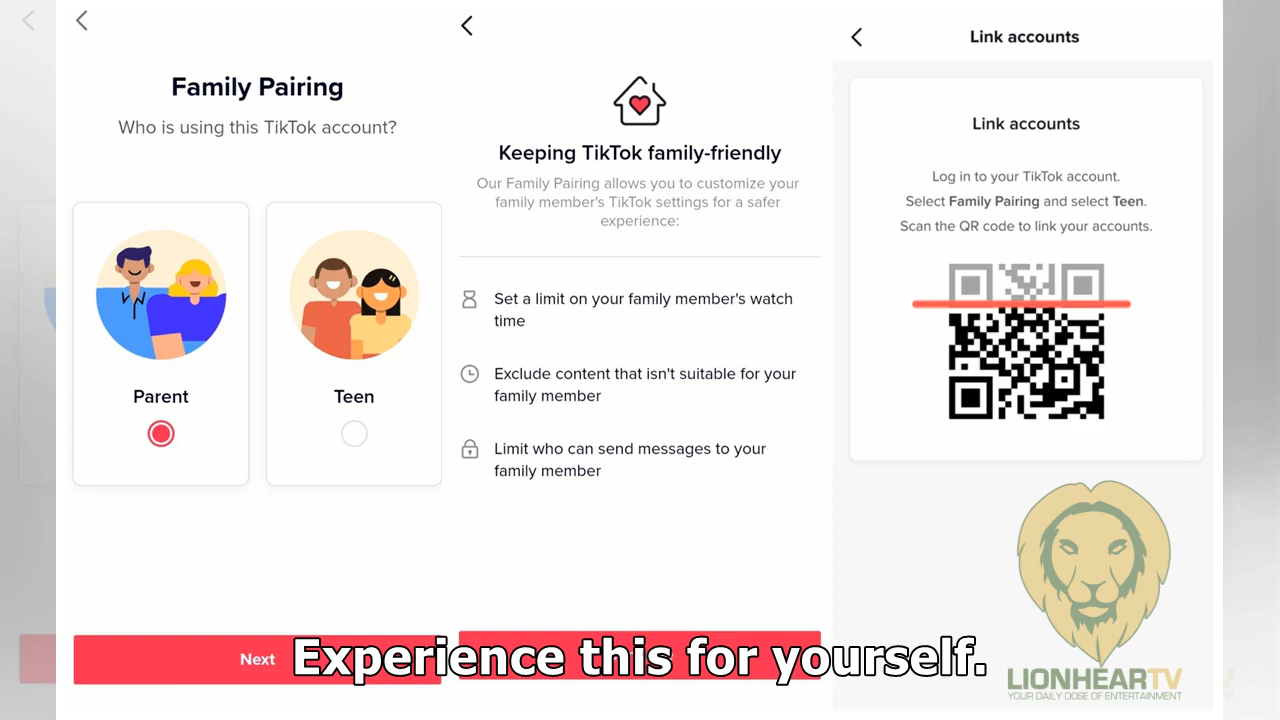 Family Pairing
Who is using this TikTok account?
Parent
Teen
Next
Keeping TikTok family-friendly
Our Family Pairing allows you to customize your
family member's TikTok settings for a safer
experience:
Set a limit on your family member's watch
time
Exclude content that isn't suitable for your
family member
Limit who can send messages to your
family member
Link accounts
Link accounts
Log in to your TikTok account.
Select Family Pairing and select Teen.
Scan the QR code to link your accounts.
Experience this for yourself.
LIONHEARTV
YOUR DAILY DOSE OF ENTERTAINMENT